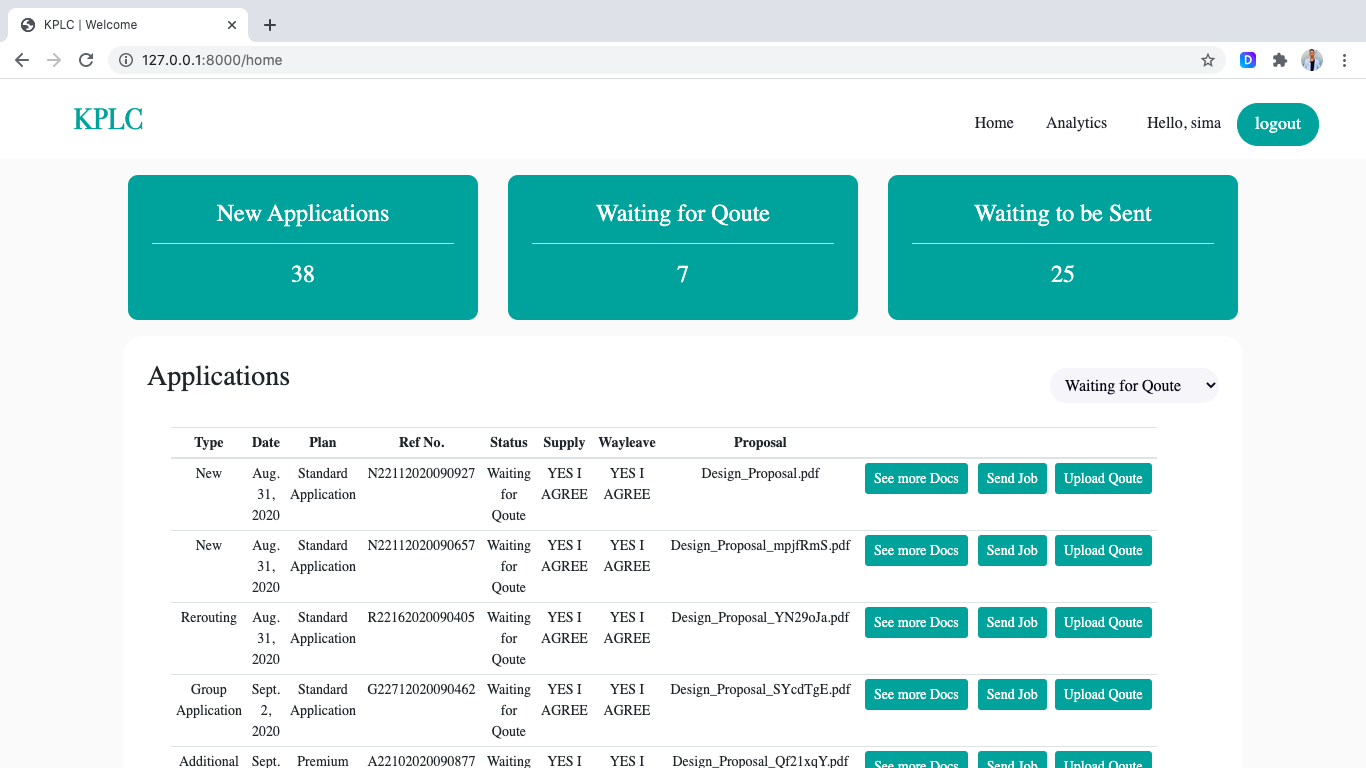 KPLC | Welcome
127.0.0.1:8000/home
KPLC
Home Analytics Hello, sima logout
New Applications
38
Waiting for Qoute
7
Waiting to be Sent
25
Applications
Waiting for Qoute
Type Date Plan Ref No. Status Supply Wayleave Proposal
New Aug. Standard N22112020090927 Waiting YES I YES I Design_Proposal.pdf See more Docs Send Job Upload Qoute
31, Application for AGREE AGREE
2020 Qoute
New Aug. Standard N22112020090657 Waiting YES I YES I Design_Proposal_mpjfRmS.pdf See more Docs Send Job Upload Qoute
31, Application for AGREE AGREE
2020 Qoute
Rerouting Aug. Standard R22162020090405 Waiting YES I YES I Design_Proposal_YN29oJa.pdf See more Docs Send Job Upload Qoute
31, Application for AGREE AGREE
2020 Qoute
Group Sept. Standard G22712020090462 Waiting YES I YES I Design_Proposal_SYcdTgE.pdf See more Docs Send Job Upload Qoute
Application 2, Application for AGREE AGREE
2020 Qoute
Additional Sept. Premium A22102020090877 Waiting YES I YES I Design_Proposal_Qf21xqY.pdf See more Docs Send Job Upload Qoute